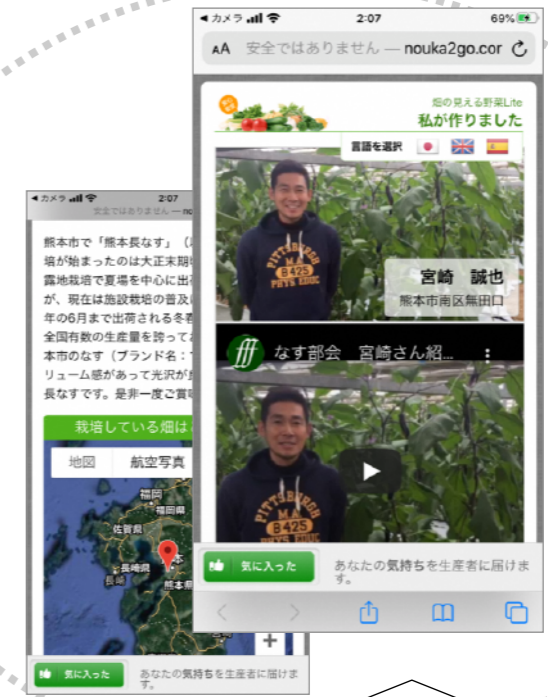 カメラ 2:07 69%
AA 安全ではありません — nouka2go.cor
畑の見える野菜Lite
私が作りました
言語を選択
PITTSBURGH
M.A.
B425
PHYS EDUC
宮崎 誠也
熊本市南区無田口
fff なす部会 宮崎さん紹...
PITTSBURGH
M.A.
B425
気に入った あなたの気持ちを生産者に届けます。
カメラ 2:07
安全ではありません — no
熊本市で「熊本長なす」
培が始まったのは大正末期
露地栽培で夏場を中心に出
が、現在は施設栽培の普及
年の6月まで出荷される冬春
全国有数の生産量を誇って
本市のなす（ブランド名：
リューム感があって光沢が
長なすです。是非一度ご賞
栽培している畑は
地図 航空写真
福岡
福岡県
佐賀県
長崎県
長崎
熊本県
+
気に入った あなたの気持ちを生産者に届けます。